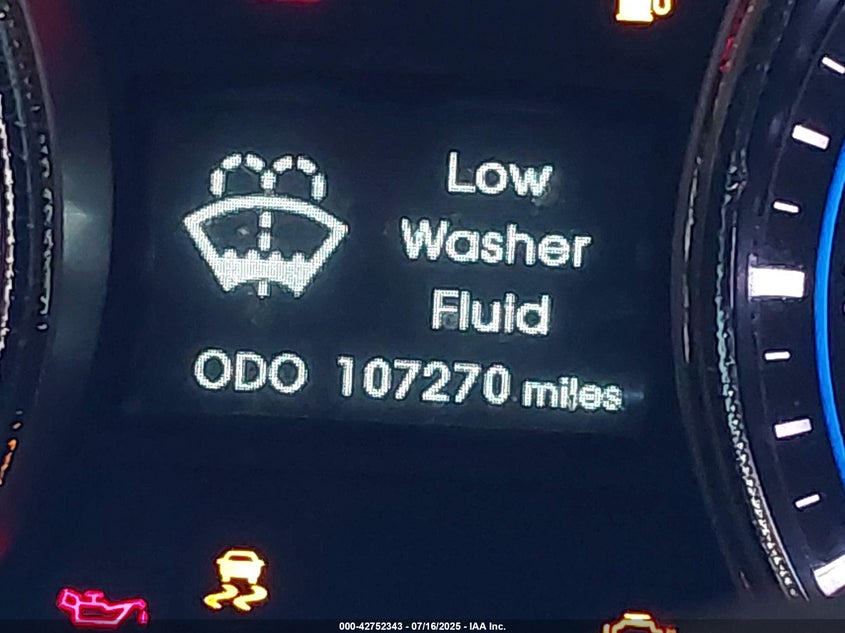 Low
Washer
Fluid
ODO 107270 miles
000-42752343 - 07/16/2025 - IAA Inc.